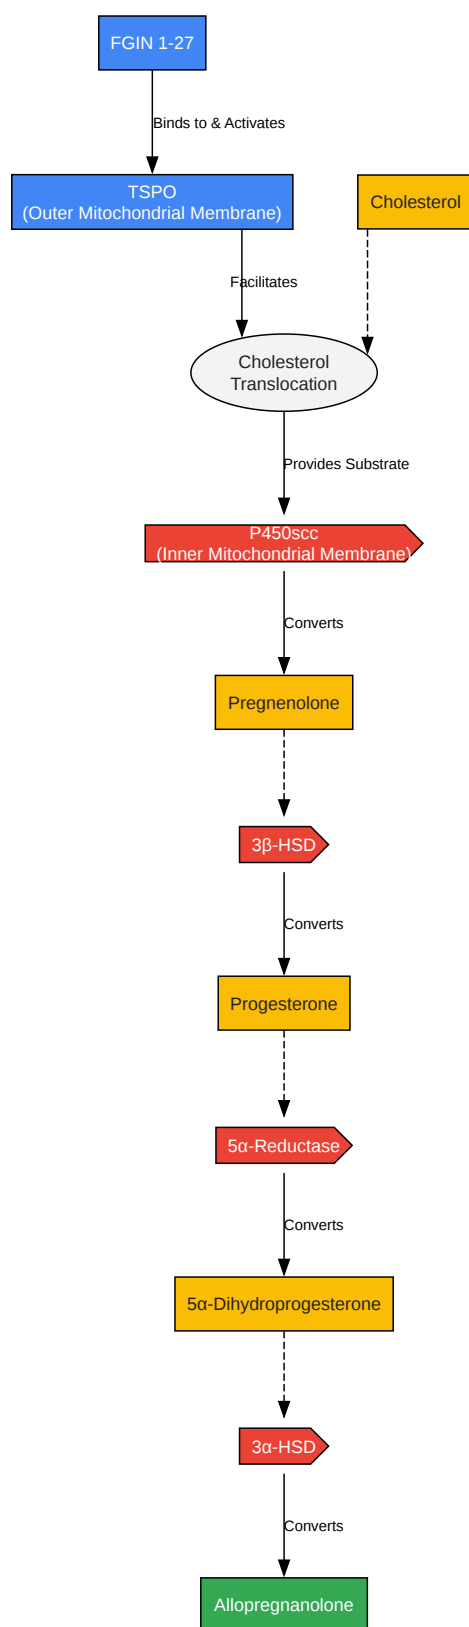 FGIN 1-27
Binds to & Activates
TSPO
(Outer Mitochondrial Membrane)
Cholesterol
Facilitates
Cholesterol
Translocation
Provides Substrate
P450scc
(Inner Mitochondrial Membrane)
Converts
Pregnenolone
3β-HSD
Converts
Progesterone
5α-Reductase
Converts
5α-Dihydroprogesterone
3α-HSD
Converts
Allopregnanolone